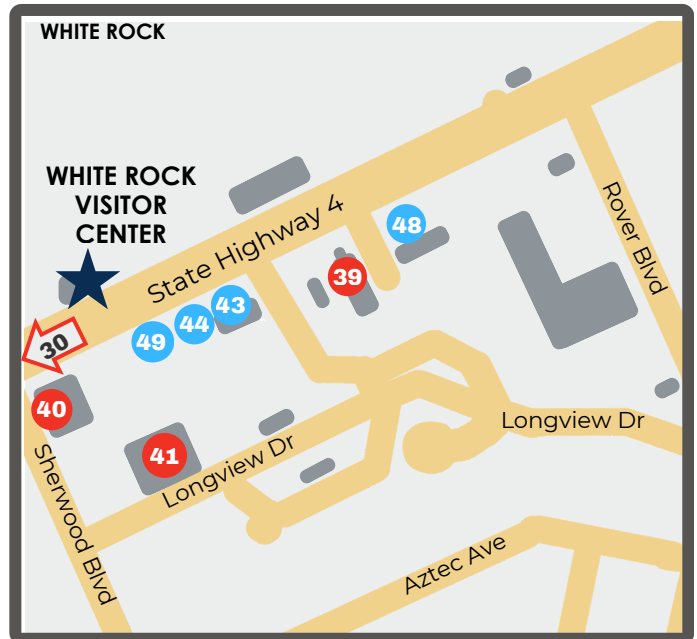 WHITE ROCK
WHITE ROCK
VISITOR
CENTER
State Highway 4
Rover Blvd
48
39
43
44
49
30
40
41
Longview Dr
Longview Dr
Sherwood Blvd
Aztec Ave